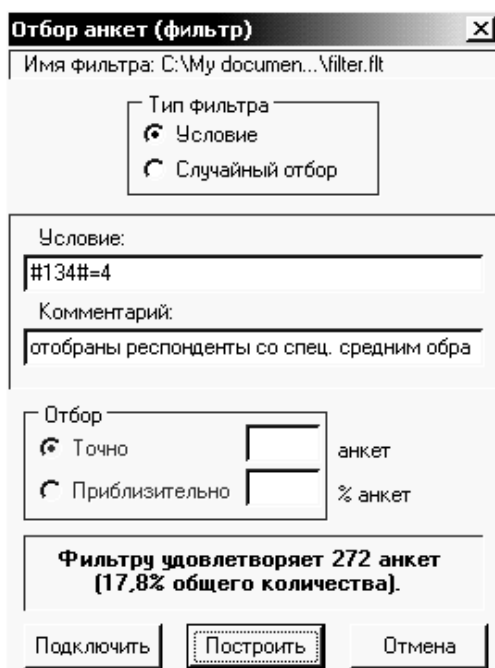 Отбор анкет (фильтр)
Имя фильтра: C:\My documen...\filter.flt
Тип фильтра
Условие
Случайный отбор
Условие:
#134#=4
Комментарий:
отобраны респонденты со спец. средним обра
Отбор
Точно анкет
Приблизительно % анкет
Фильтру удовлетворяет 272 анкет
(17,8% общего количества).
Подключить Построить Отмена